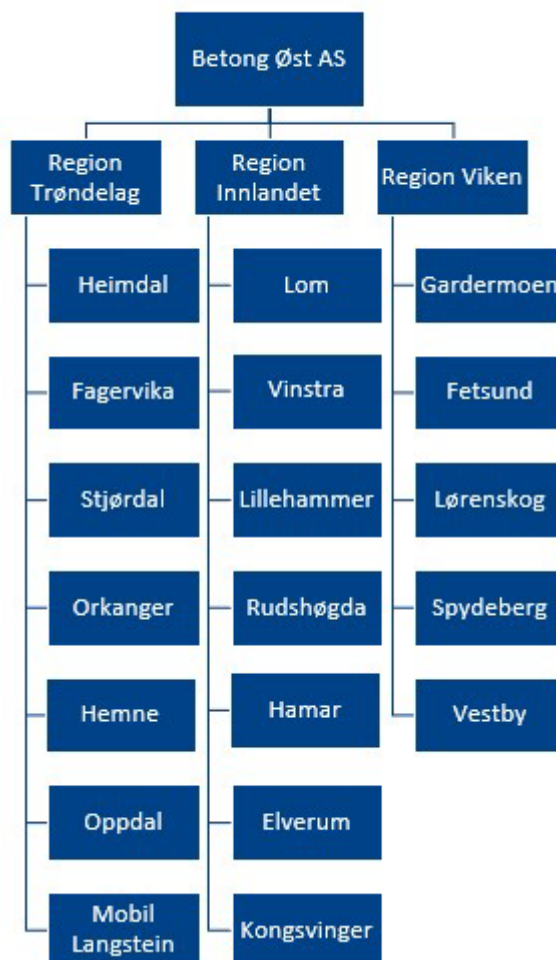 Betong Øst AS
Region
Trøndelag
Region
Innlandet
Region Viken
Heimdal
Lom
Gardermoen
Fagervika
Vinstra
Fetsund
Stjørdal
Lillehammer
Lørenskog
Orkanger
Rudshøgda
Spydeberg
Hemne
Hamar
Vestby
Oppdal
Elverum
Mobil
Langstein
Kongsvinger